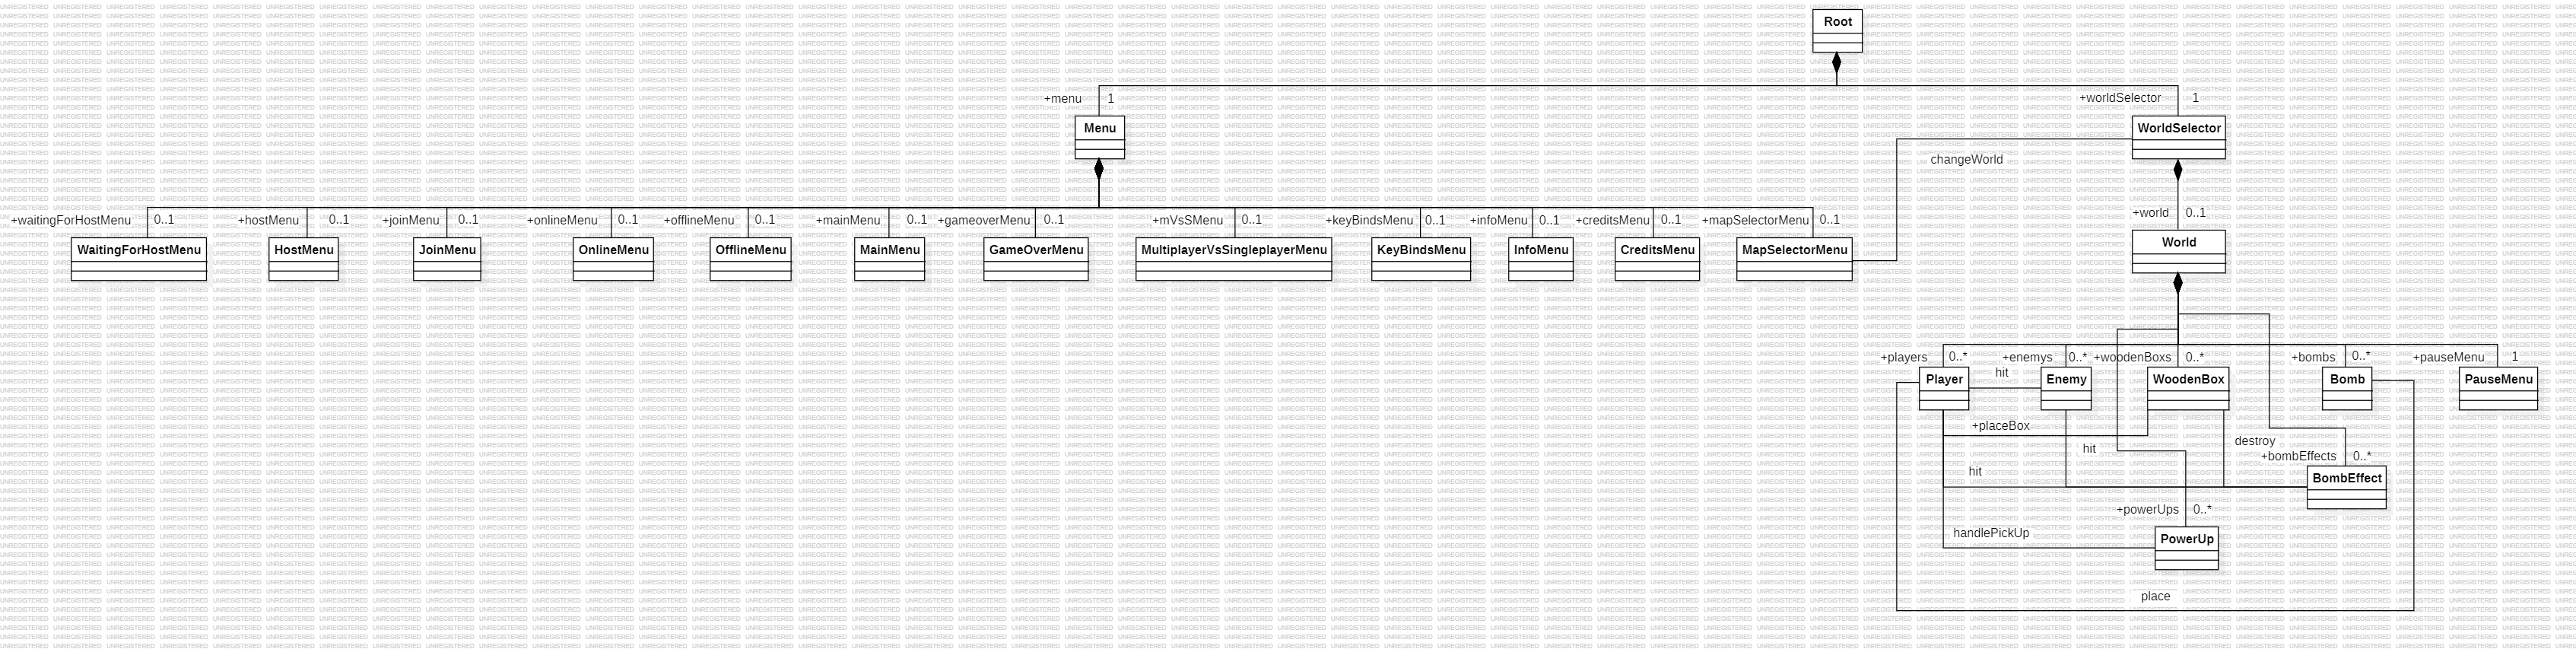 Root
+menu 1
+worldSelector 1
Menu
WorldSelector
changeWorld
+waitingForHostMenu 0..1
+hostMenu 0..1
+joinMenu 0..1
+onlineMenu 0..1
+offlineMenu 0..1
+mainMenu 0..1
+gameoverMenu 0..1
+mVsSMenu 0..1
+keyBindsMenu 0..1
+infoMenu 0..1
+creditsMenu 0..1
+mapSelectorMenu 0..1
+world 0..1
WaitingForHostMenu
HostMenu
JoinMenu
OnlineMenu
OfflineMenu
MainMenu
GameOverMenu
MultiplayerVsSingleplayerMenu
KeyBindsMenu
InfoMenu
CreditsMenu
MapSelectorMenu
World
+players 0..*
+enemys 0..*
+woodenBoxs 0..*
+bombs 0..*
+pauseMenu 1
hit
Player
Enemy
WoodenBox
Bomb
PauseMenu
+placeBox
hit
destroy
+bombEffects 0..*
hit
BombEffect
+powerUps 0..*
handlePickUp
PowerUp
place
UNREGISTERED